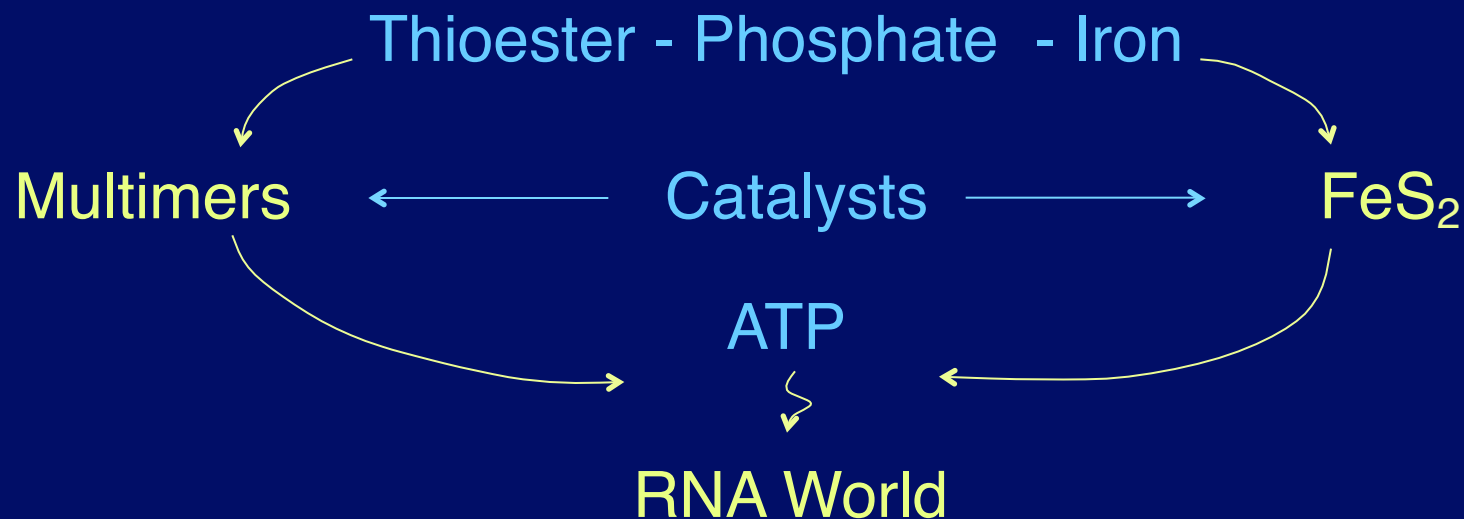 Thioester - Phosphate - Iron
Multimers Catalysts FeS₂
ATP
RNA World